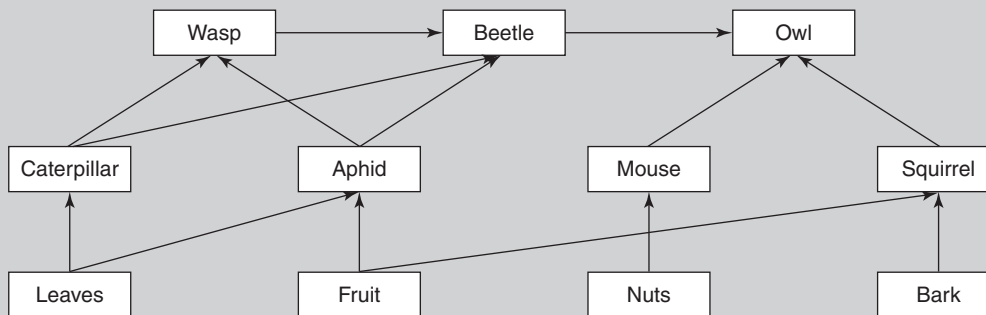 Wasp
Beetle
Owl
Caterpillar
Aphid
Mouse
Squirrel
Leaves
Fruit
Nuts
Bark